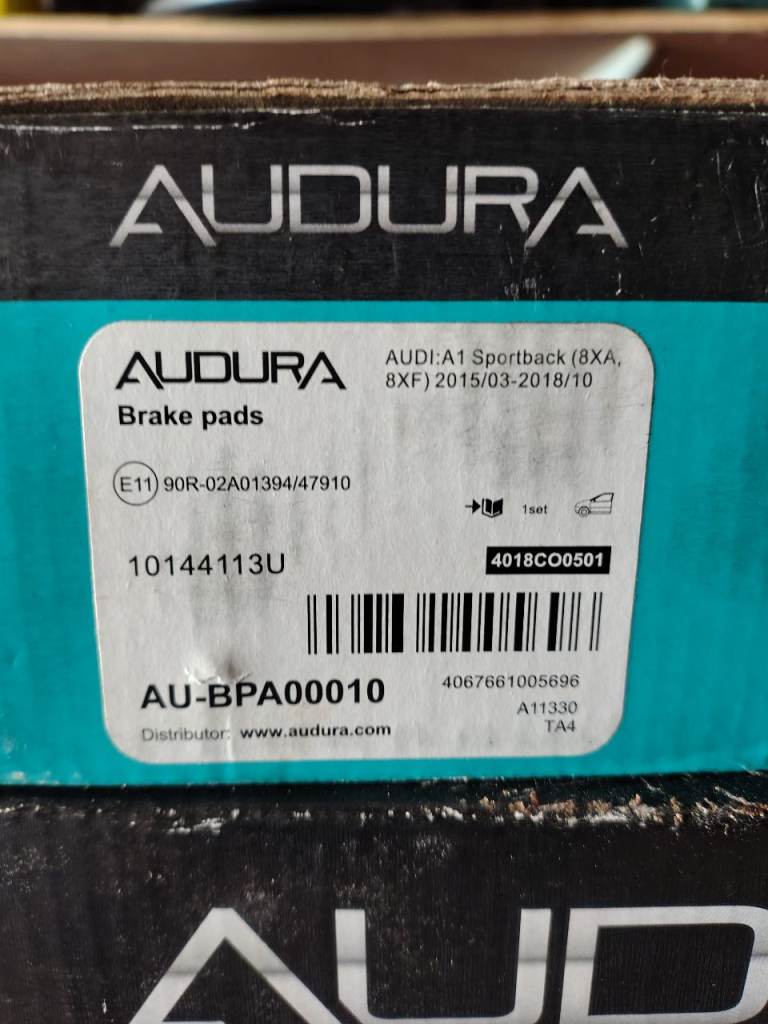 AUDURA
AUDURA
Brake pads
AUDI:A1 Sportback (8XA,
8XF) 2015/03-2018/10
E11 90R-02A01394/47910
1set
10144113U
4018CO0501
AU-BPA00010
4067661005696
A11330
TA4
Distributor: www.audura.com
AUD